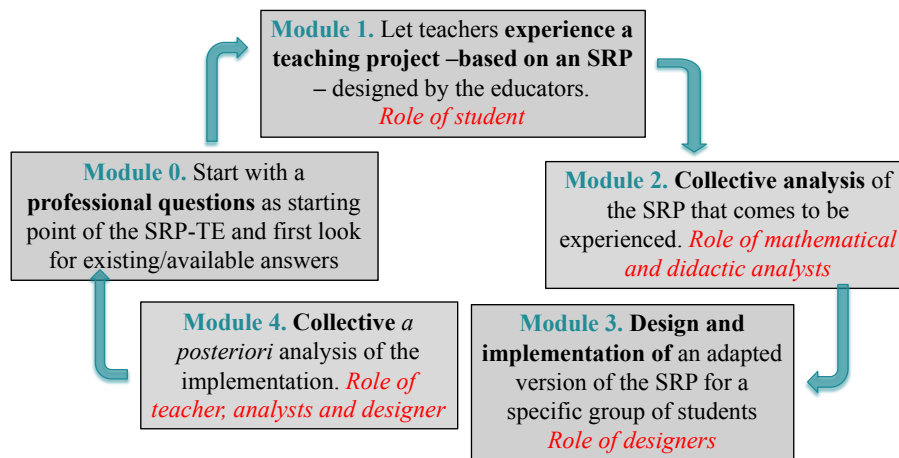 Module 1. Let teachers experience a
teaching project –based on an SRP
– designed by the educators.
Role of student
Module 0. Start with a
professional questions as starting
point of the SRP-TE and first look
for existing/available answers
Module 2. Collective analysis of
the SRP that comes to be
experienced. Role of mathematical
and didactic analysts
Module 4. Collective a
posteriori analysis of the
implementation. Role of
teacher, analysts and designer
Module 3. Design and
implementation of an adapted
version of the SRP for a
specific group of students
Role of designers